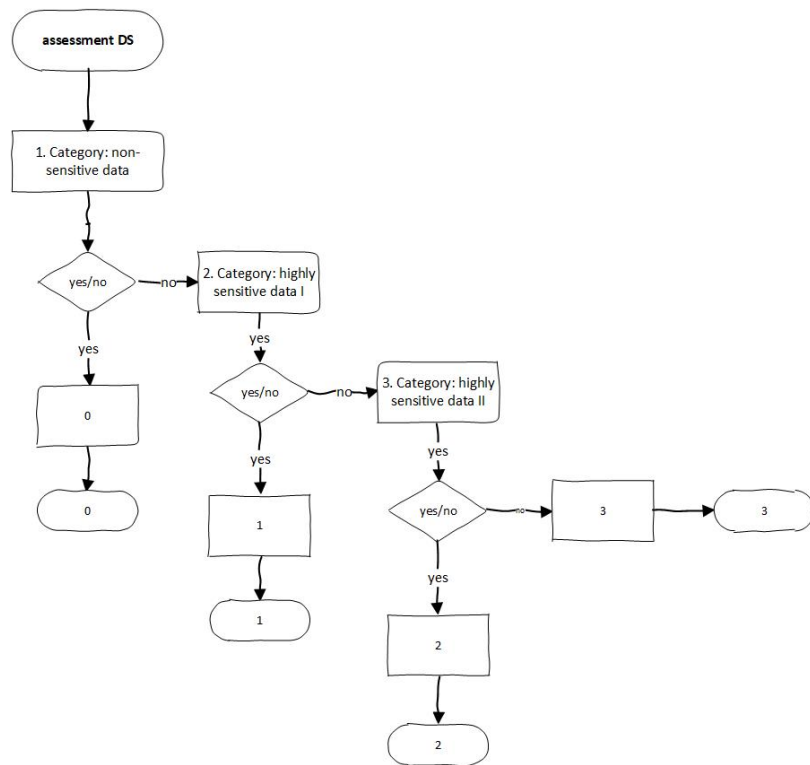 assessment DS
1. Category: non-
sensitive data
yes/no
no
2. Category: highly
sensitive data I
yes
yes
yes/no
no
3. Category: highly
sensitive data II
0
yes
yes
0
1
yes/no
no
3
3
yes
1
2
2